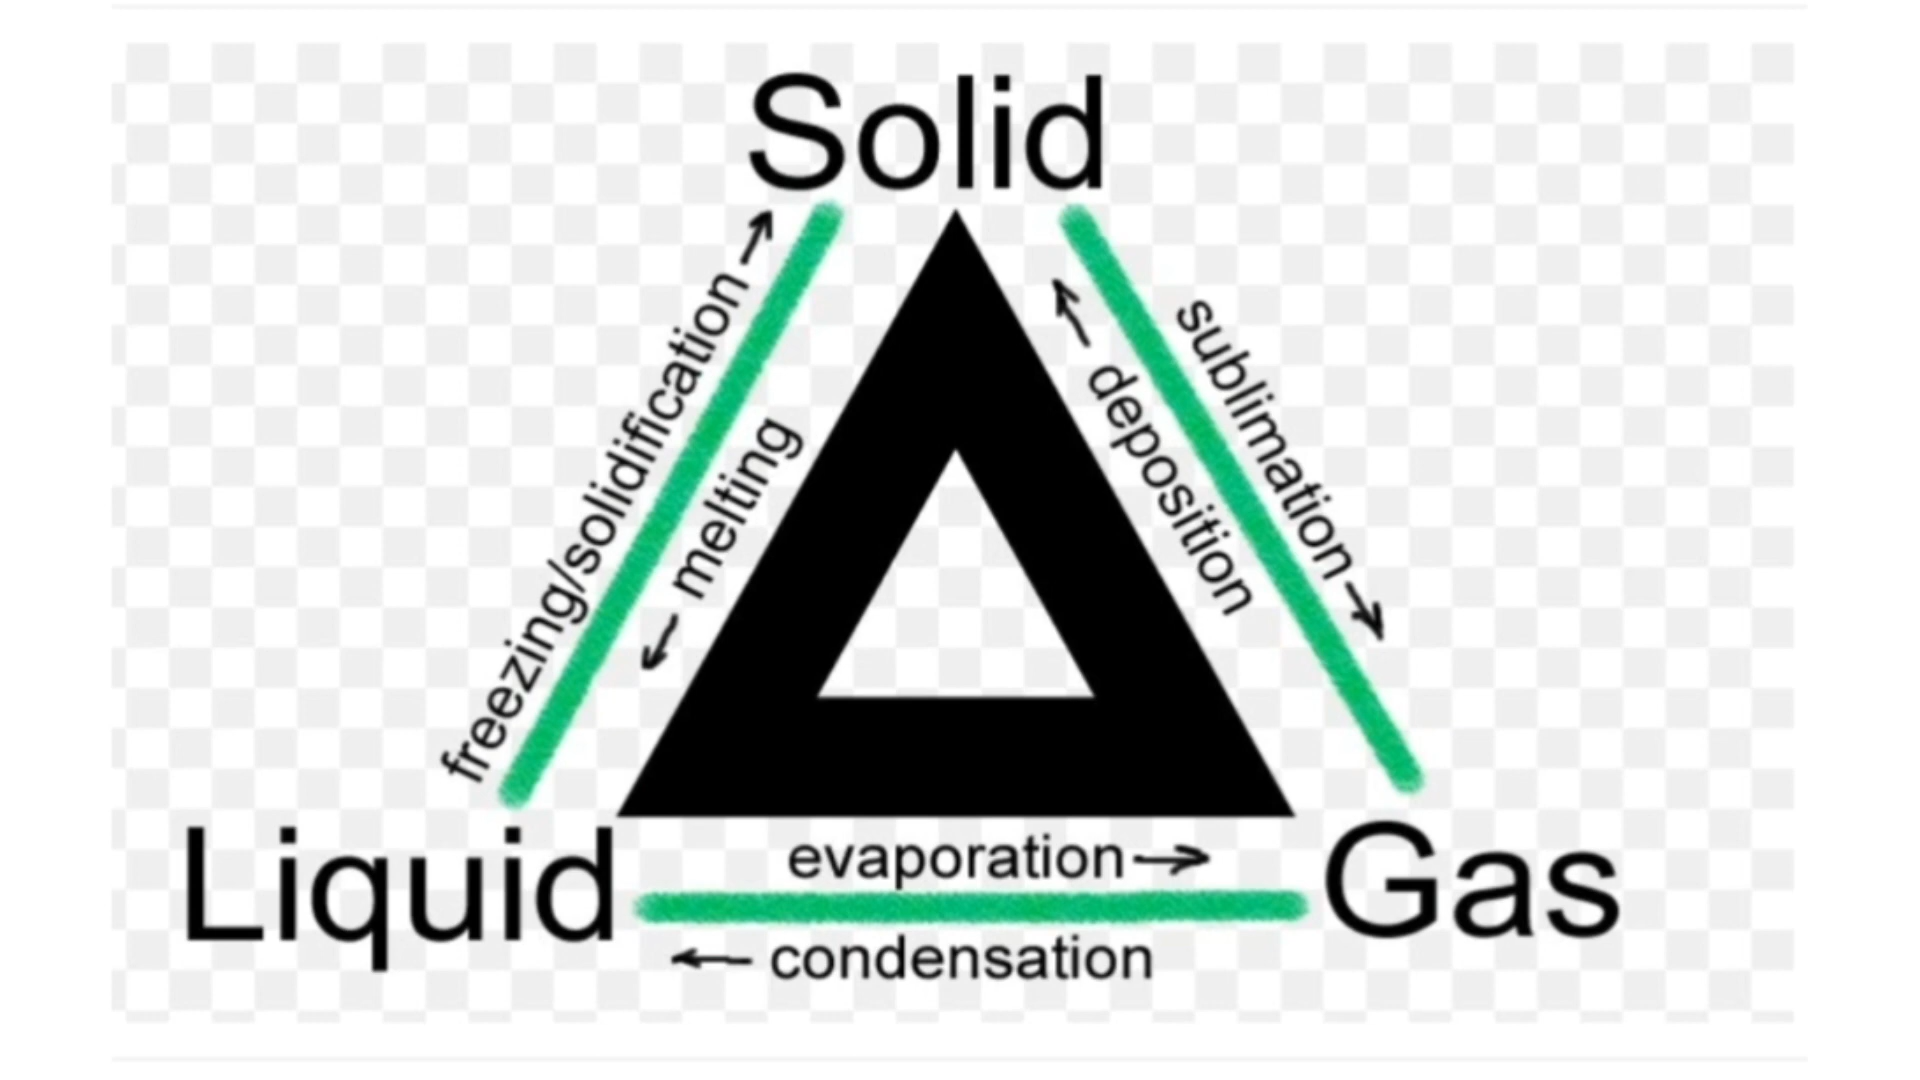 Solid
freezing/solidification
melting
deposition
sublimation
Liquid
evaporation
Gas
condensation